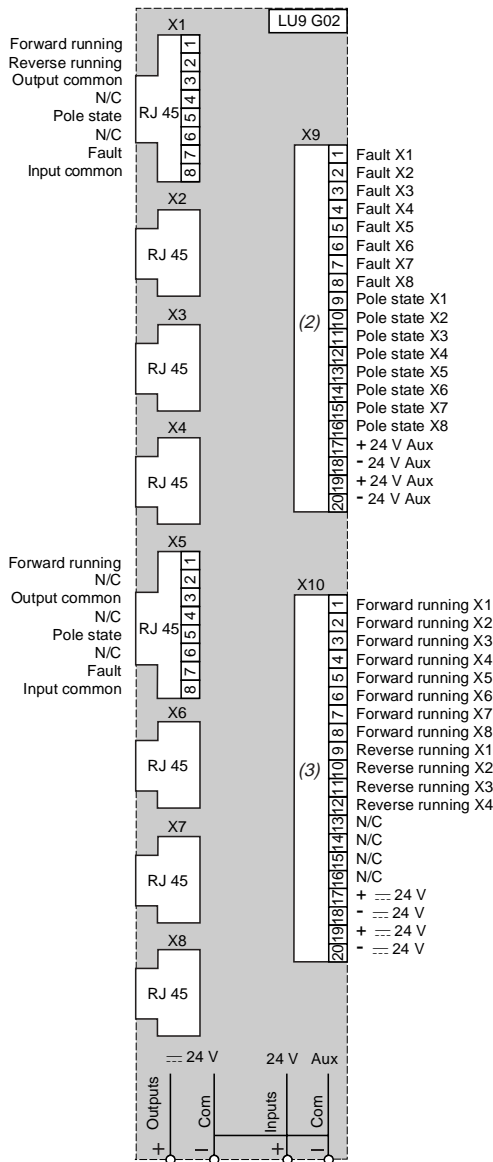 LU9 G02
X1
Forward running 1
Reverse running 2
Output common 3
N/C 4
Pole state 5
N/C 6
Fault 7
Input common 8
RJ 45
X2
RJ 45
X3
RJ 45
X4
RJ 45
X5
Forward running 1
N/C 2
Output common 3
N/C 4
Pole state 5
N/C 6
Fault 7
Input common 8
RJ 45
X6
RJ 45
X7
RJ 45
X8
RJ 45
X9
(2)
1 Fault X1
2 Fault X2
3 Fault X3
4 Fault X4
5 Fault X5
6 Fault X6
7 Fault X7
8 Fault X8
9 Pole state X1
10 Pole state X2
11 Pole state X3
12 Pole state X4
13 Pole state X5
14 Pole state X6
15 Pole state X7
16 Pole state X8
17 + 24 V Aux
18 - 24 V Aux
19 + 24 V Aux
20 - 24 V Aux
X10
(3)
1 Forward running X1
2 Forward running X2
3 Forward running X3
4 Forward running X4
5 Forward running X5
6 Forward running X6
7 Forward running X7
8 Forward running X8
9 Reverse running X1
10 Reverse running X2
11 Reverse running X3
12 Reverse running X4
13 N/C
14 N/C
15 N/C
16 N/C
17 + ⎓ 24 V
18 - ⎓ 24 V
19 + ⎓ 24 V
20 - ⎓ 24 V
⎓ 24 V
24 V Aux
Outputs
Com
Inputs
Com
+ – + –